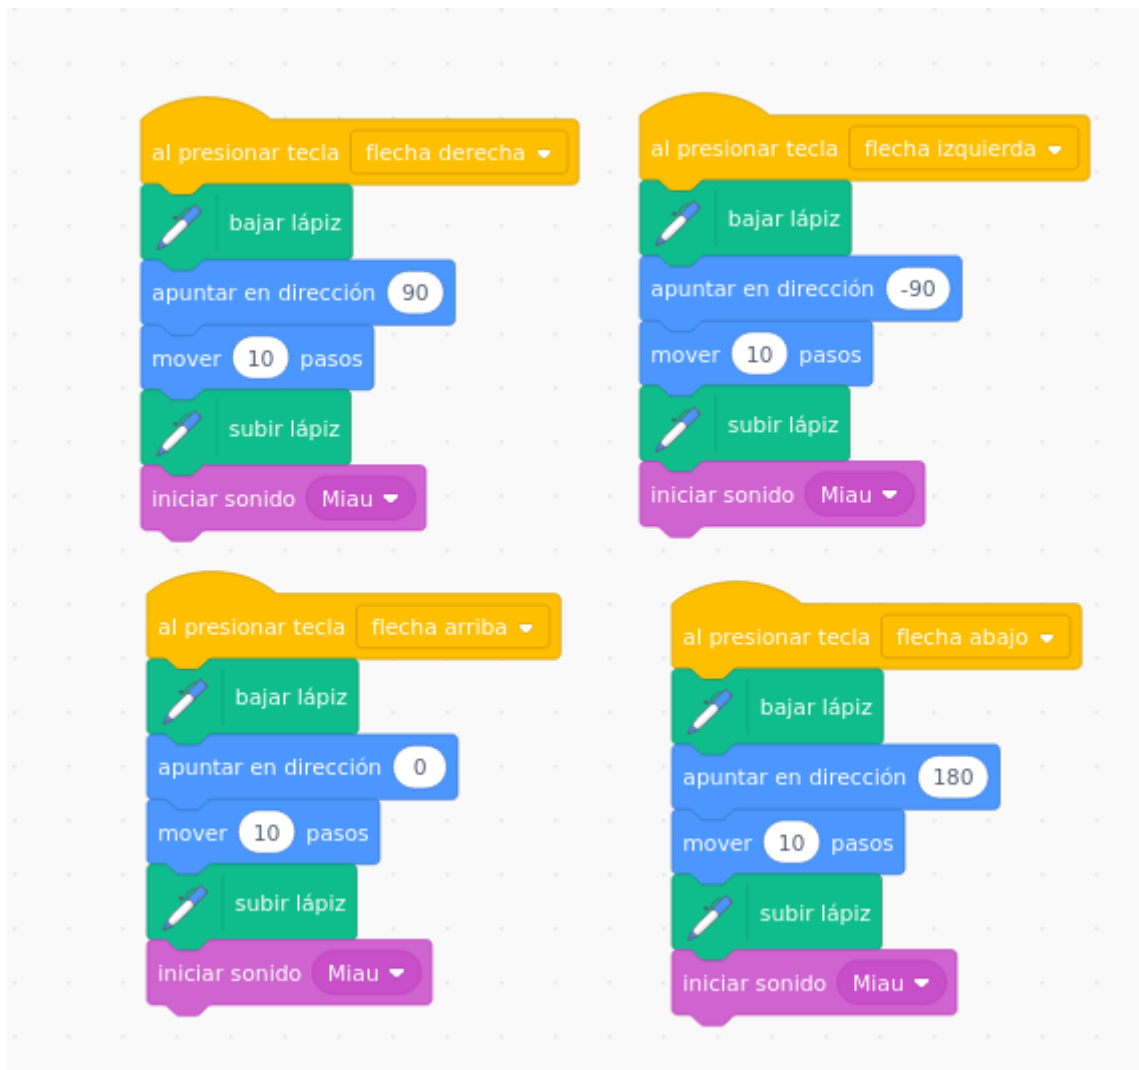 al presionar tecla flecha derecha
bajar lápiz
apuntar en dirección 90
mover 10 pasos
subir lápiz
iniciar sonido Miau
al presionar tecla flecha izquierda
bajar lápiz
apuntar en dirección -90
mover 10 pasos
subir lápiz
iniciar sonido Miau
al presionar tecla flecha arriba
bajar lápiz
apuntar en dirección 0
mover 10 pasos
subir lápiz
iniciar sonido Miau
al presionar tecla flecha abajo
bajar lápiz
apuntar en dirección 180
mover 10 pasos
subir lápiz
iniciar sonido Miau